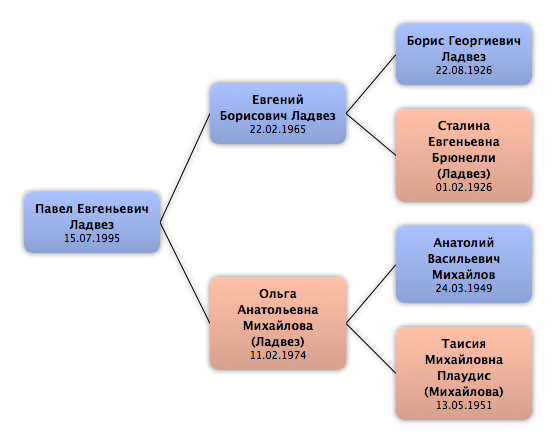 Борис Георгиевич
Ладвез
22.08.1926
Евгений
Борисович Ладвез
22.02.1965
Сталина
Евгеньевна
Брюнелли
(Ладвез)
01.02.1926
Павел Евгеньевич
Ладвез
15.07.1995
Анатолий
Васильевич
Михайлов
24.03.1949
Ольга
Анатольевна
Михайлова
(Ладвез)
11.02.1974
Таисия
Михайловна
Плаудис
(Михайлова)
13.05.1951